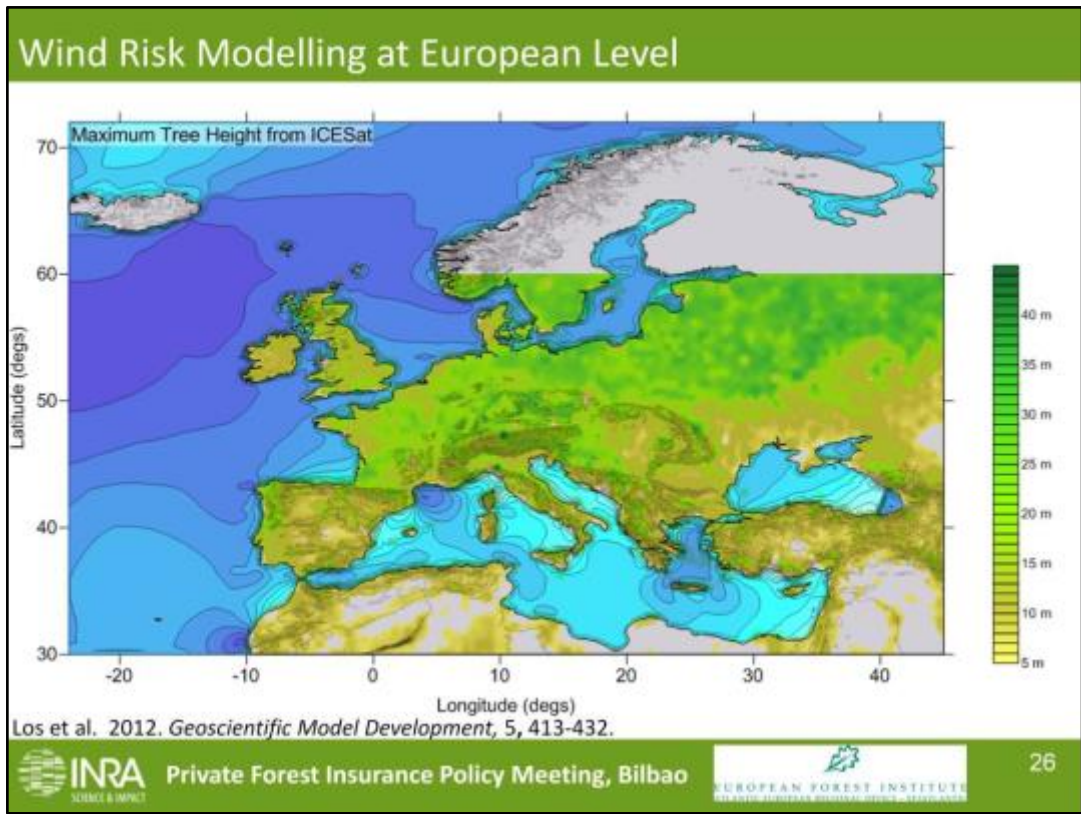 Wind Risk Modelling at European Level
Maximum Tree Height from ICESat
70
60
50
40
30
Latitude (degs)
-20 -10 0 10 20 30 40
Longitude (degs)
40 m
35 m
30 m
25 m
20 m
15 m
10 m
5 m
Los et al. 2012. Geoscientific Model Development, 5, 413-432.
INRA
SCIENCE & IMPACT
Private Forest Insurance Policy Meeting, Bilbao
EUROPEAN FOREST INSTITUTE
26